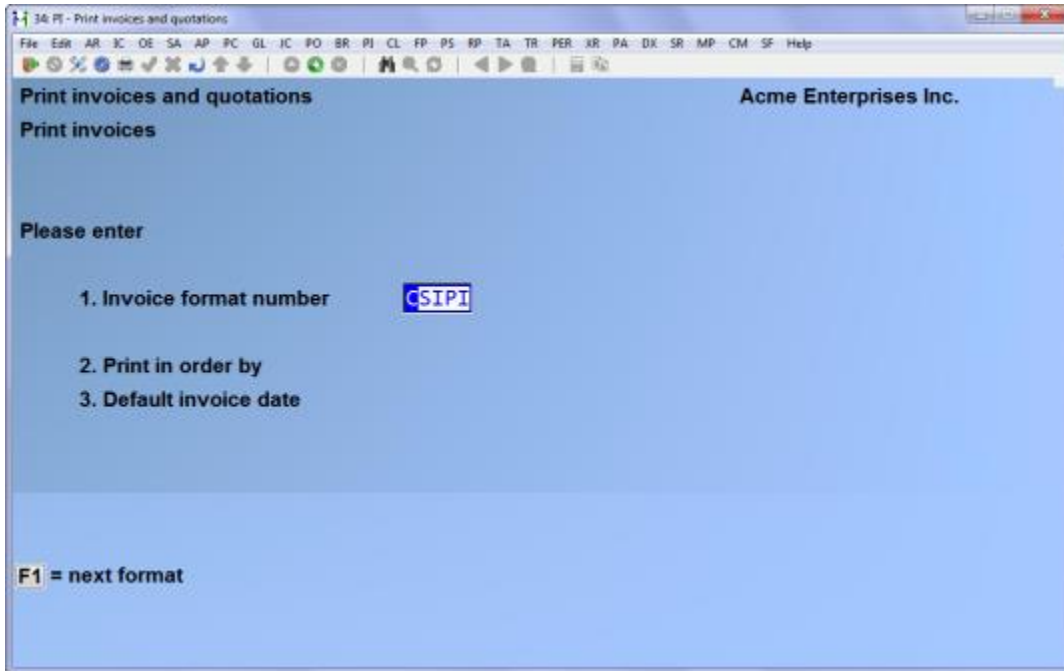 34: PI - Print invoices and quotations
File Edit AR IC OE SA AP PC GL JC PO BR PJ CL FP PS RP TA TR PER XR PA DX SR MP CM SF Help
Print invoices and quotations Acme Enterprises Inc.
Print invoices
Please enter
1. Invoice format number CSIPI
2. Print in order by
3. Default invoice date
F1 = next format